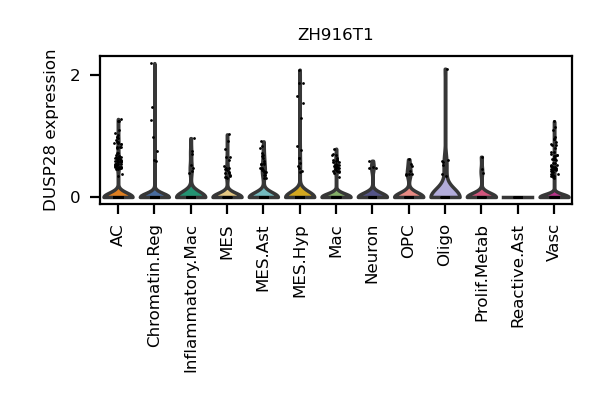 ZH916T1
DUSP28 expression
2
0
AC
Chromatin.Reg
Inflammatory.Mac
MES
MES.Ast
MES.Hyp
Mac
Neuron
OPC
Oligo
Prolif.Metab
Reactive.Ast
Vasc